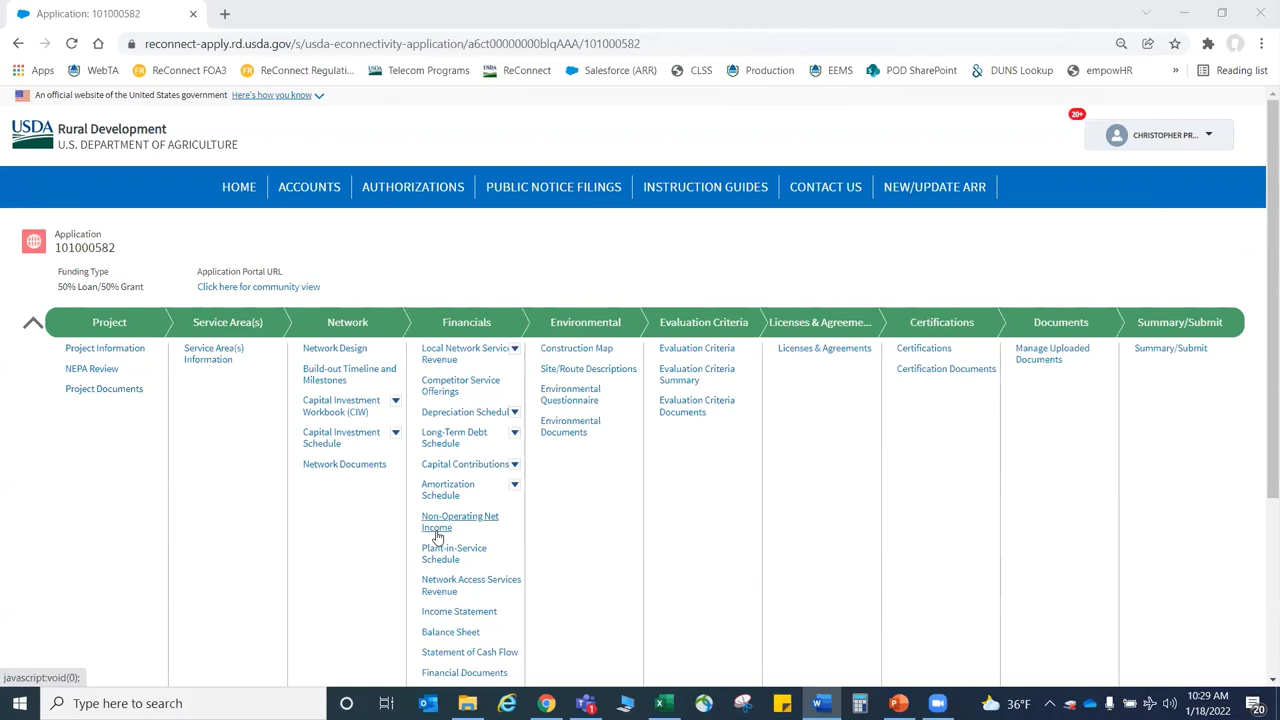 Application: 101000582
reconnect-apply.rd.usda.gov/s/usda-econnectivity-application/a6ct00000000blqAAA/101000582
Apps WebTA ReConnect FOA3 ReConnect Regulati... Telecom Programs ReConnect Salesforce (ARR) CLSS Production EEMS POD SharePoint DUNS Lookup empowHR » Reading list
An official website of the United States government Here's how you know
USDA Rural Development
U.S. DEPARTMENT OF AGRICULTURE
20+
CHRISTOPHER PR...
HOME ACCOUNTS AUTHORIZATIONS PUBLIC NOTICE FILINGS INSTRUCTION GUIDES CONTACT US NEW/UPDATE ARR
Application
101000582
Funding Type
50% Loan/50% Grant
Application Portal URL
Click here for community view
Project Service Area(s) Network Financials Environmental Evaluation Criteria Licenses & Agreeme... Certifications Documents Summary/Submit
Project Information
NEPA Review
Project Documents
Service Area(s)
Information
Network Design
Build-out Timeline and
Milestones
Capital Investment
Workbook (CIW)
Capital Investment
Schedule
Network Documents
Local Network Service
Revenue
Competitor Service
Offerings
Depreciation Schedul
Long-Term Debt
Schedule
Capital Contributions
Amortization
Schedule
Non-Operating Net
Income
Plant-in-Service
Schedule
Network Access Services
Revenue
Income Statement
Balance Sheet
Statement of Cash Flow
Financial Documents
Construction Map
Site/Route Descriptions
Environmental
Questionnaire
Environmental
Documents
Evaluation Criteria
Evaluation Criteria
Summary
Evaluation Criteria
Documents
Licenses & Agreements
Certifications
Certification Documents
Manage Uploaded
Documents
Summary/Submit
javascript:void(0);
Type here to search
36°F
10:29 AM
1/18/2022
20